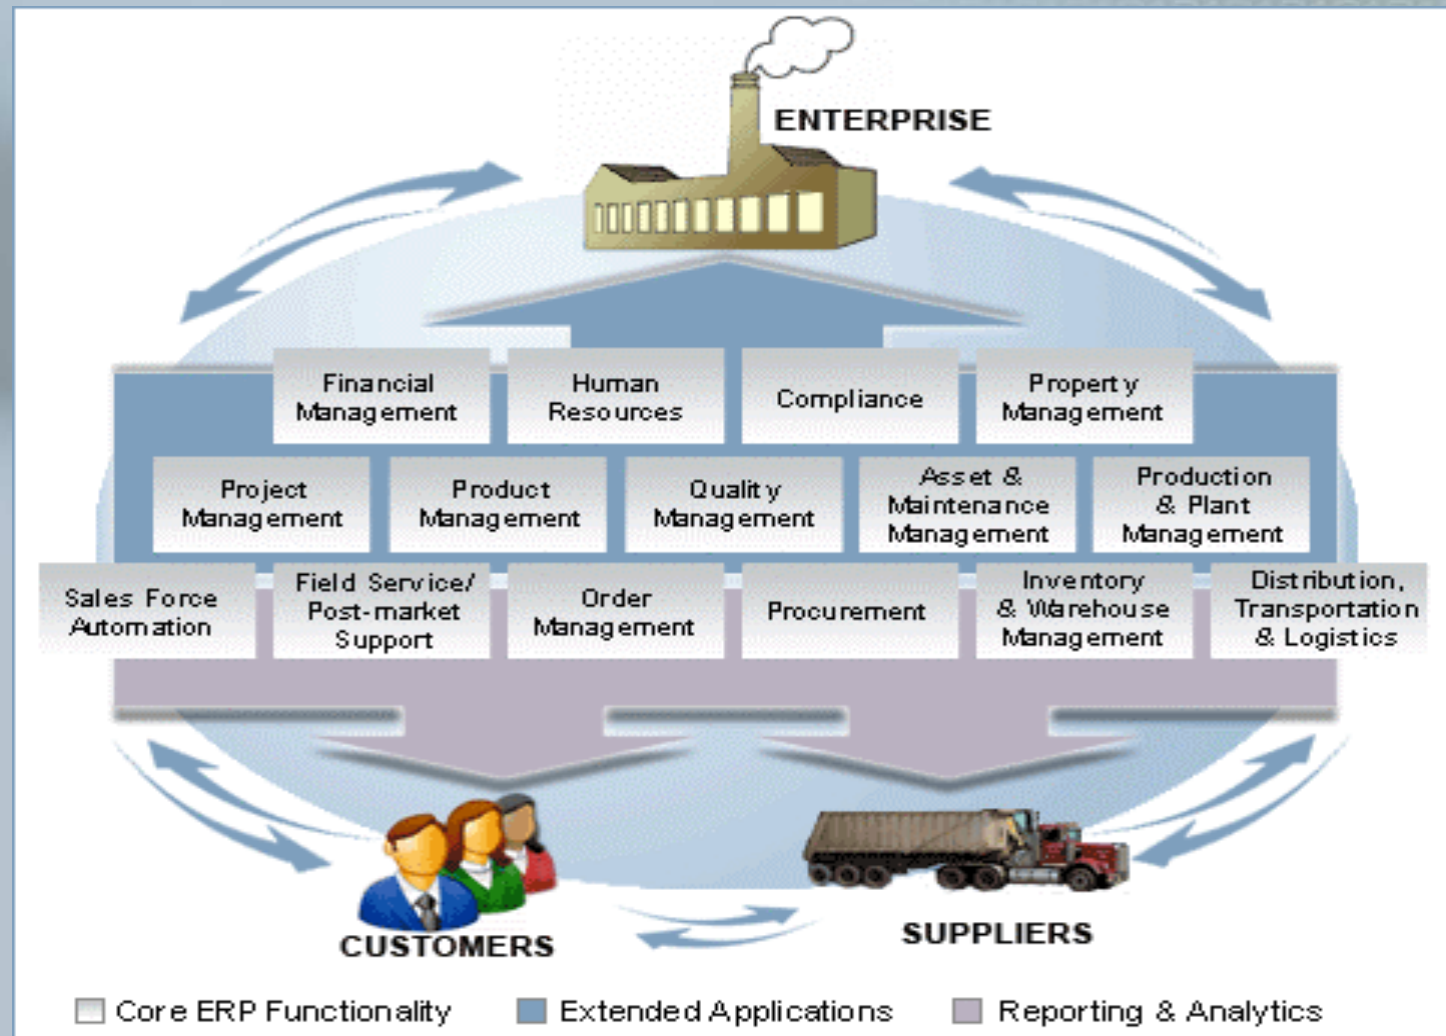 ENTERPRISE
Financial
Management
Human
Resources
Compliance
Property
Management
Project
Management
Product
Management
Quality
Management
Asset &
Maintenance
Management
Production
& Plant
Management
Sales Force
Automation
Field Service/
Post-market
Support
Order
Management
Procurement
Inventory
& Warehouse
Management
Distribution,
Transportation
& Logistics
CUSTOMERS
SUPPLIERS
Core ERP Functionality
Extended Applications
Reporting & Analytics